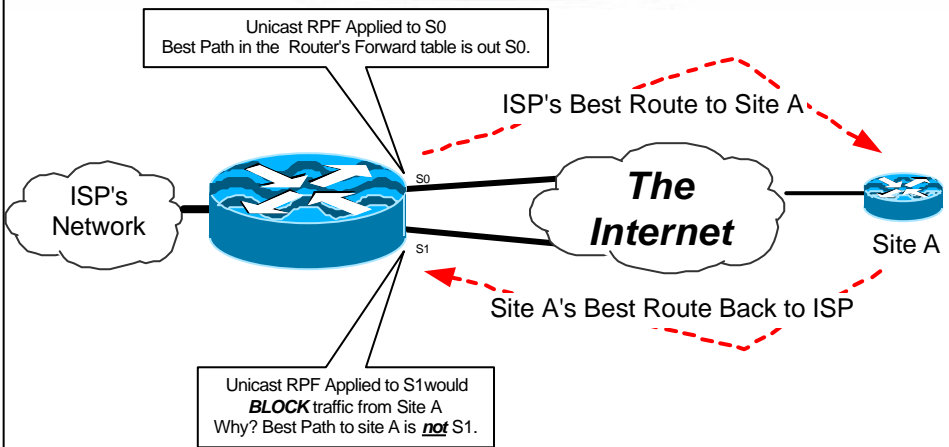 Unicast RPF Applied to S0
Best Path in the Router's Forward table is out S0.
ISP's Best Route to Site A
ISP's
Network
S0
The
Internet
S1
Site A
Site A's Best Route Back to ISP
Unicast RPF Applied to S1would
BLOCK traffic from Site A
Why? Best Path to site A is not S1.